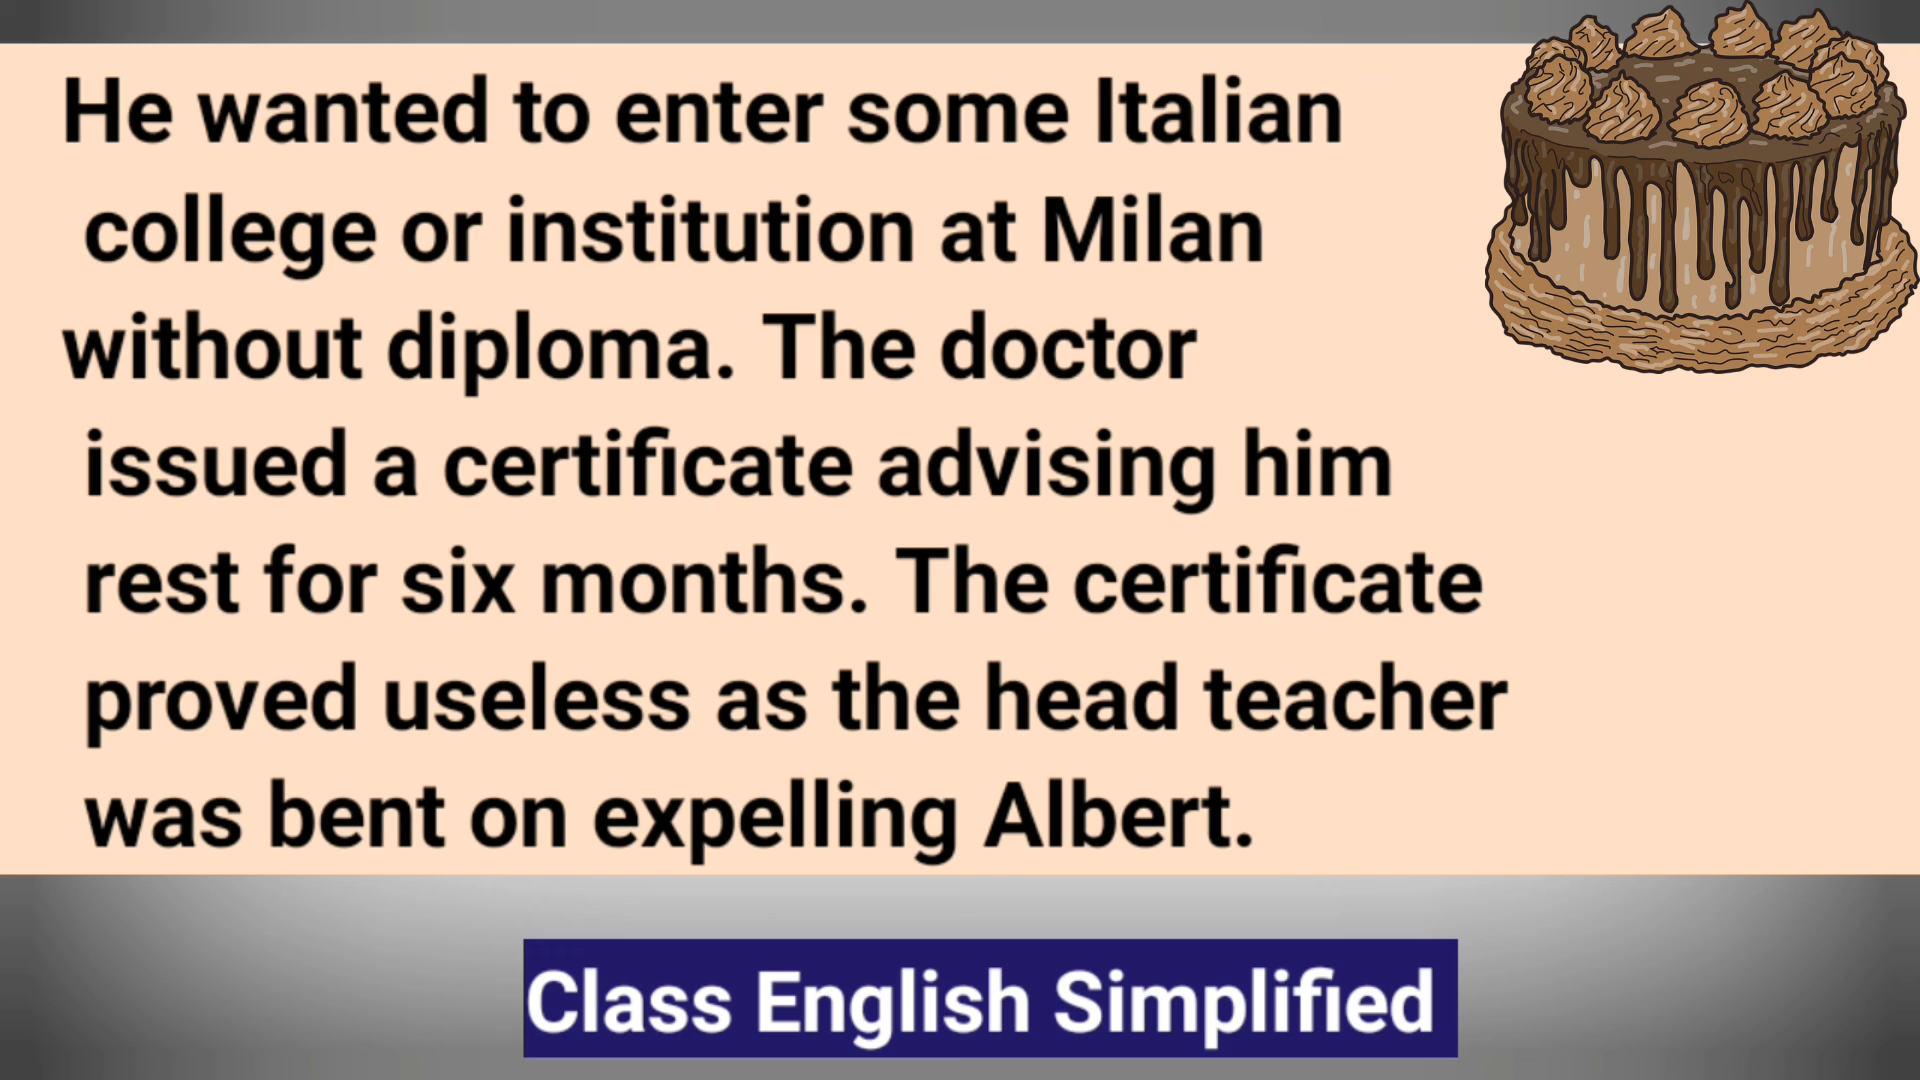 He wanted to enter some Italian
college or institution at Milan
without diploma. The doctor
issued a certificate advising him
rest for six months. The certificate
proved useless as the head teacher
was bent on expelling Albert.
Class English Simplified